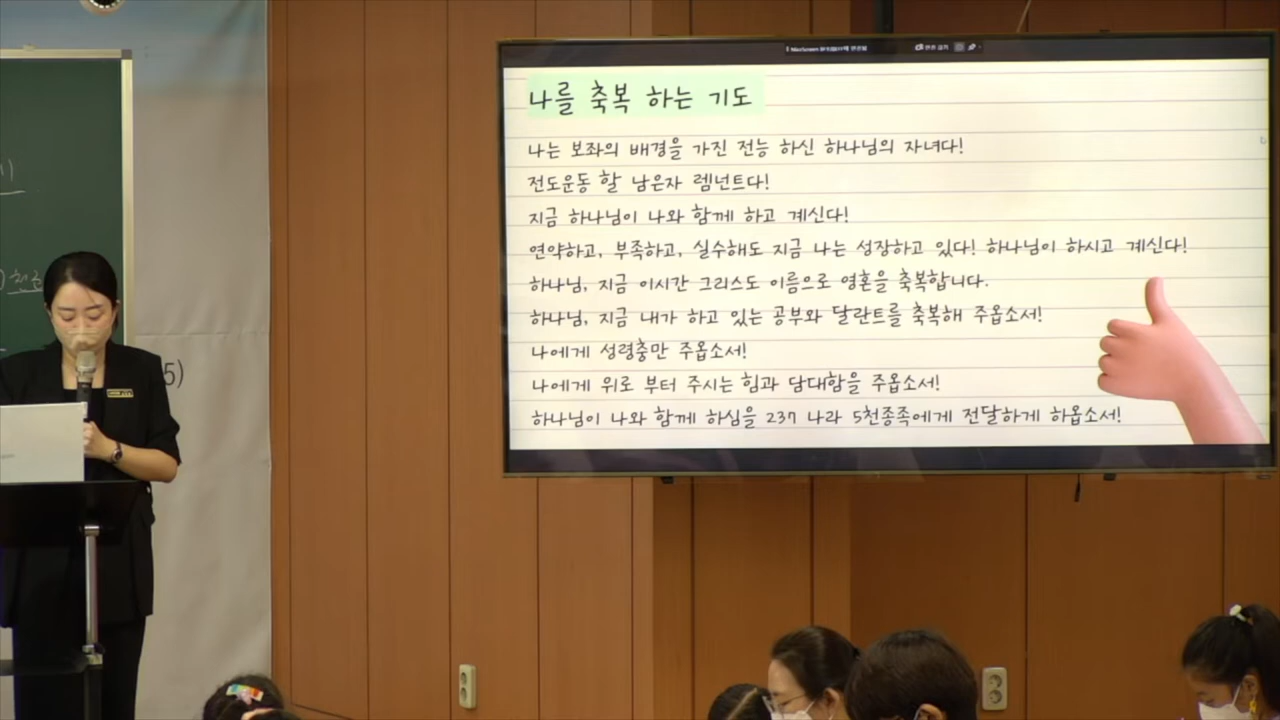 나를 축복 하는 기도
나는 보좌의 배경을 가진 전능 하신 하나님의 자녀다!
전도운동 할 남은자 렘넌트다!
지금 하나님이 나와 함께 하고 계신다!
연약하고, 부족하고, 실수해도 지금 나는 성장하고 있다! 하나님이 하시고 계신다!
하나님, 지금 이시간 그리스도 이름으로 영혼을 축복합니다.
하나님, 지금 내가 하고 있는 공부와 달란트를 축복해 주옵소서!
나에게 성령충만 주옵소서!
나에게 위로 부터 주시는 힘과 담대함을 주옵소서!
하나님이 나와 함께 하심을 237 나라 5천종족에게 전달하게 하옵소서!
5)